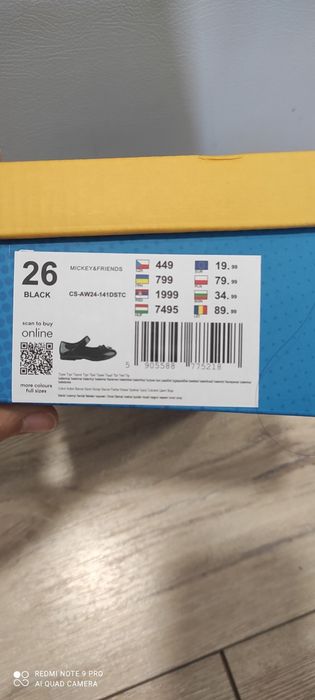 26
BLACK
MICKEY&FRIENDS
CS-AW24-141DSTC
449
799
1999
7495
19.99
79.99
34.99
89.99
scan to buy
online
more colours
full sizes
5 905588 775218
REDMI NOTE 9 PRO
AI QUAD CAMERA